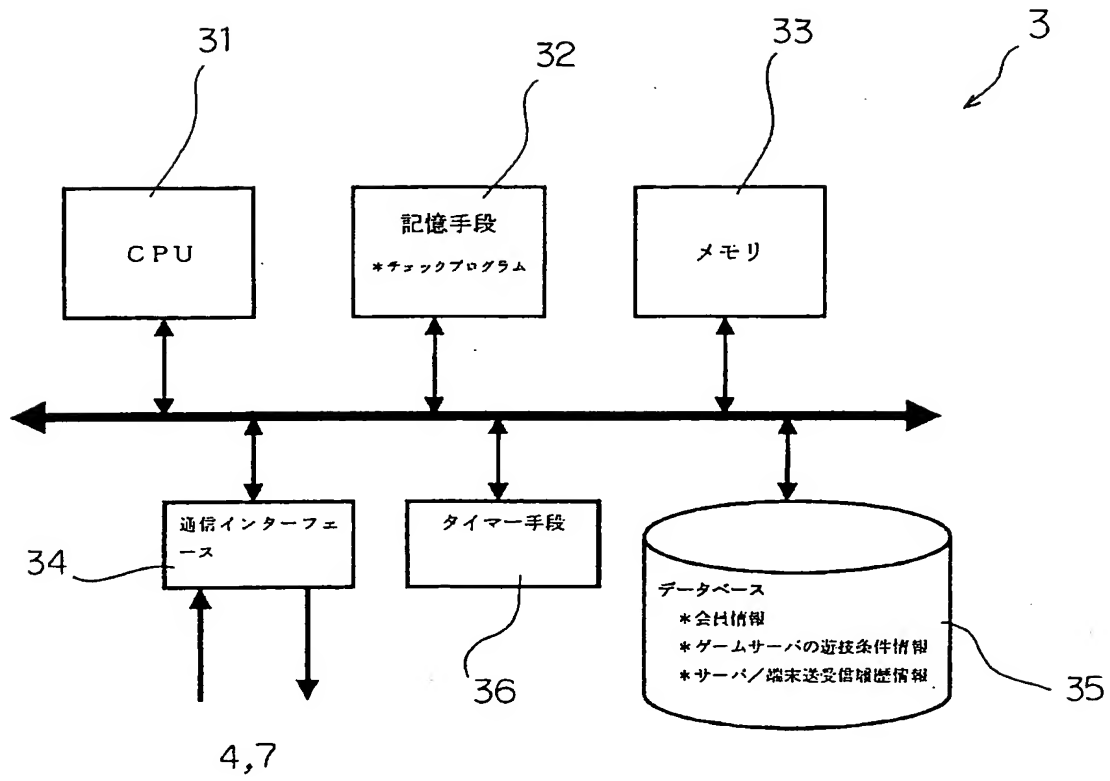 31
32
33
3
CPU
記憶手段
*チェックプログラム
メモリ
通信インターフェ
ース
34
タイマー手段
36
データベース
*会員情報
*ゲームサーバの遊技条件情報
*サーバ/端末送受信履歴情報
35
4,7